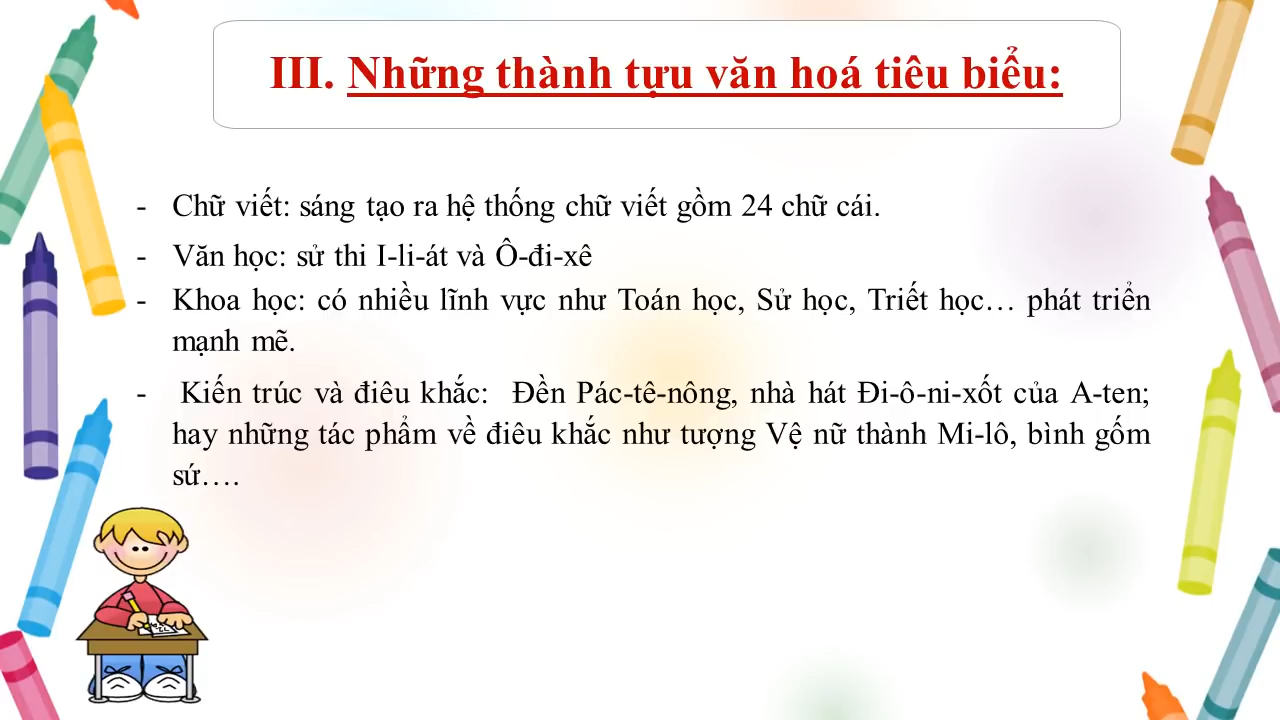 III. Những thành tựu văn hoá tiêu biểu:
- Chữ viết: sáng tạo ra hệ thống chữ viết gồm 24 chữ cái.
- Văn học: sử thi I-li-át và Ô-đi-xê
- Khoa học: có nhiều lĩnh vực như Toán học, Sử học, Triết học… phát triển
mạnh mẽ.
- Kiến trúc và điêu khắc: Đền Pác-tê-nông, nhà hát Đi-ô-ni-xốt của A-ten;
hay những tác phẩm về điêu khắc như tượng Vệ nữ thành Mi-lô, bình gốm
sứ….